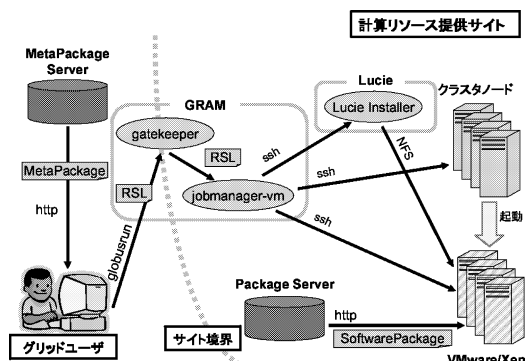 計算リソース提供サイト
MetaPackage
Server
Lucie
クラスタノード
GRAM
Lucie Installer
gatekeeper
RSL
ssh
NFS
MetaPackage
RSL
ssh
jobmanager-vm
http
globusrun
ssh
起動
Package Server
http
グリッドユーザ
サイト境界
SoftwarePackage
VMware/Xen